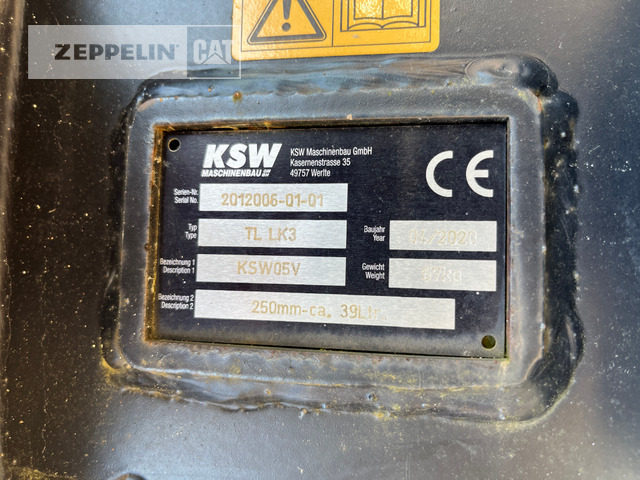 ZEPPELIN CAT
KSW
MASCHINENBAU
KSW Maschinenbau GmbH
Kasernenstrasse 35
49757 Werlte
CE
Serien-Nr.
Serial No.
2012006-01-01
Typ
Type
TL LK3
Baujahr
Year
/2020
Bezeichnung 1
Description 1
KSW05V
Gewicht
Weight
Bezeichnung 2
Description 2
250mm-ca. 39L